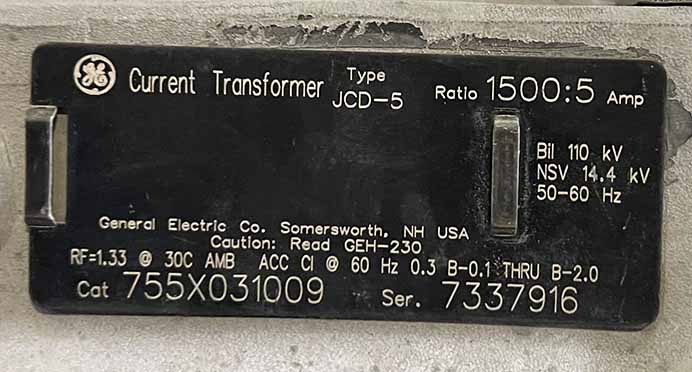 GE Current Transformer Type JCD-5 Ratio 1500:5 Amp
Bil 110 kV
NSV 14.4 kV
50-60 Hz
General Electric Co. Somersworth, NH USA
Caution: Read GEH-230
RF=1.33 @ 30C AMB ACC Cl @ 60 Hz 0.3 B-0.1 THRU B-2.0
Cat 755X031009 Ser. 7337916